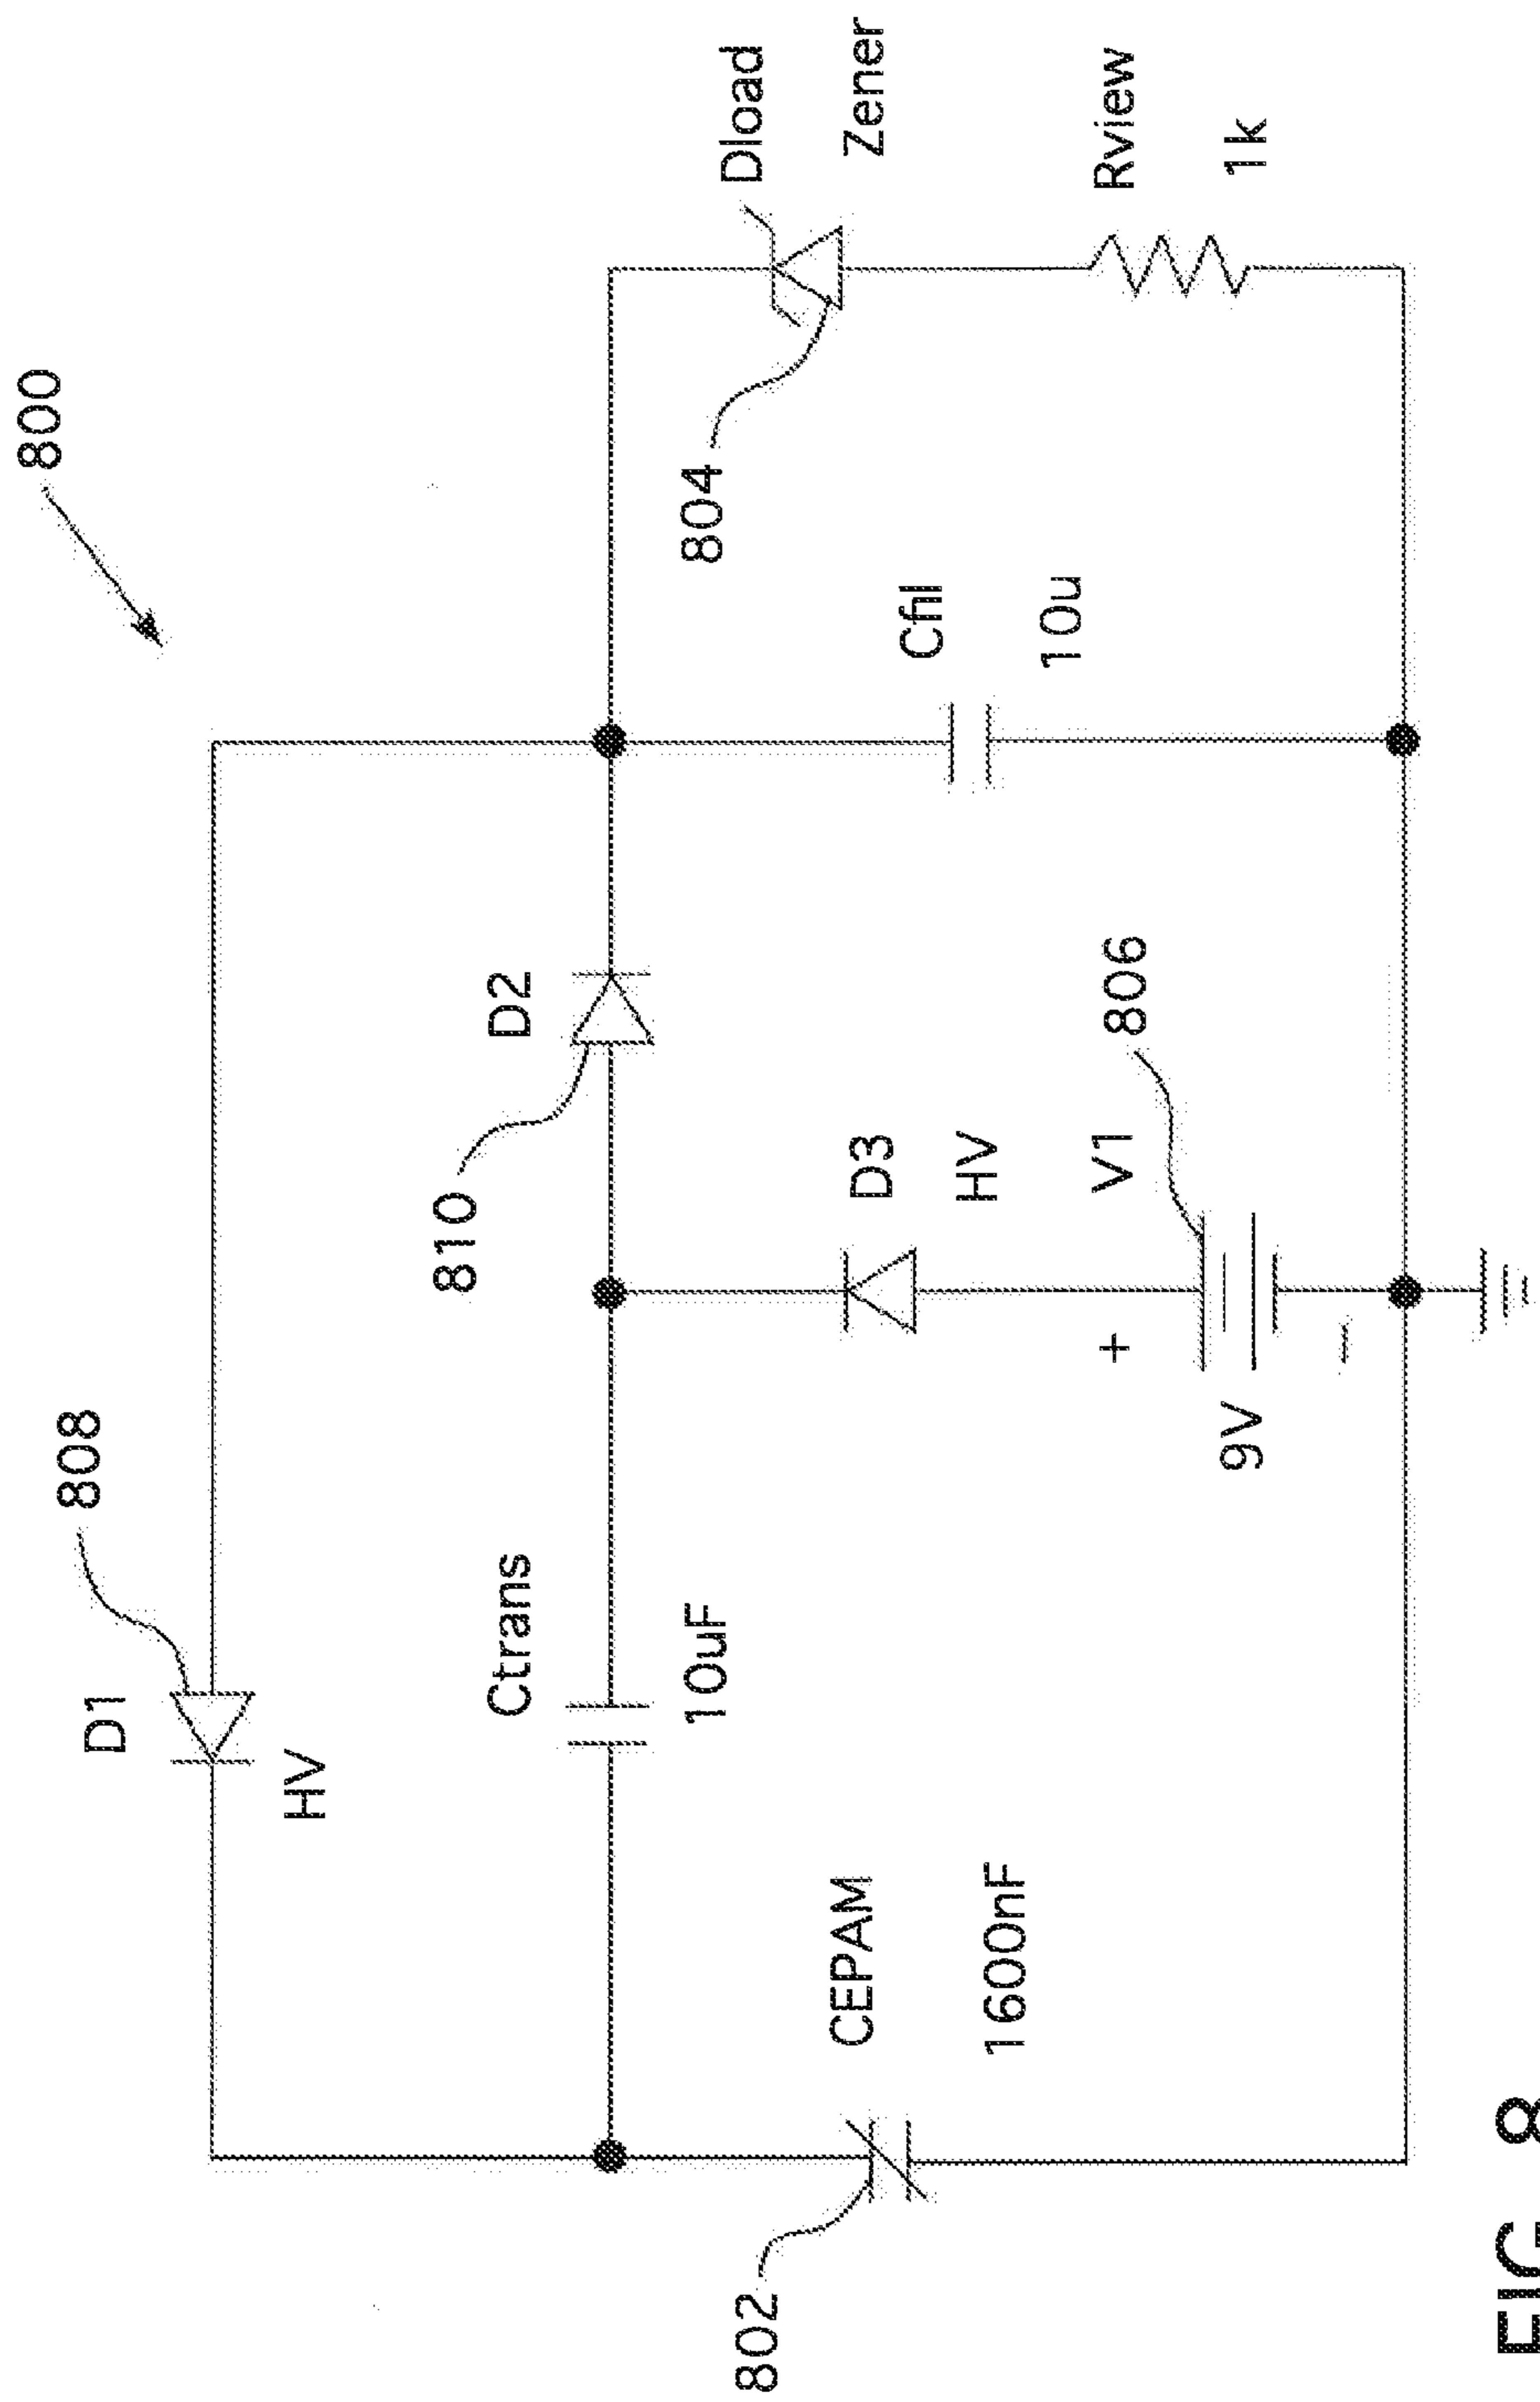 800
808
D1
HV
810
D2
Ctrans
10uF
804
Dload
Zener
802
CEPAM
1600nF
D3
HV
Cfil
10u
806
V1
+
9V
–
Rview
1k
FIG. 8